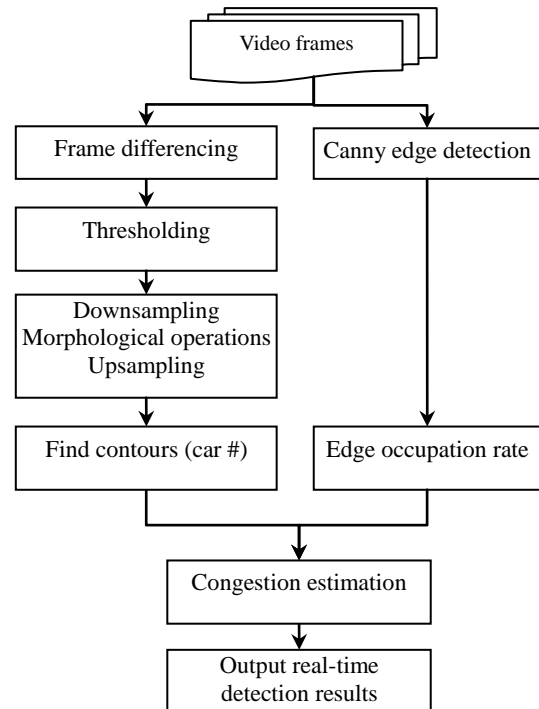 Video frames
Frame differencing
Canny edge detection
Thresholding
Downsampling
Morphological operations
Upsampling
Find contours (car #)
Edge occupation rate
Congestion estimation
Output real-time
detection results